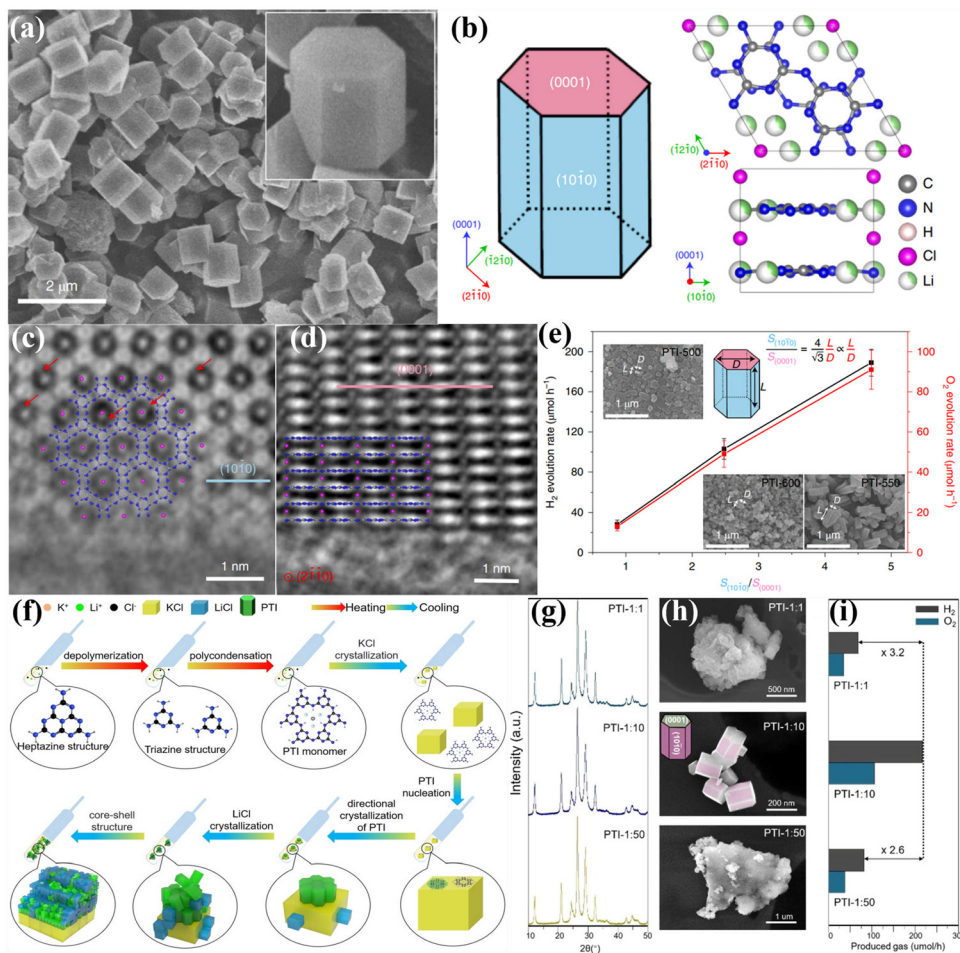 (a)
2 μm
(b)
(0001)
(101̄0)
(0001)
(1̄21̄0)
(21̄1̄0)
(1̄21̄0)
(21̄1̄0)
(0001)
(101̄0)
C
N
H
Cl
Li
(c)
(101̄0)
1 nm
(d)
(0001)
(21̄1̄0)
1 nm
(e)
H2 evolution rate (μmol h⁻¹)
200
160
120
80
40
0
PTI-500
D
L
1 μm
D
L
S(101̄0)/S(0001) = 4/√3 L/D ∝ L/D
PTI-600
L
D
1 μm
PTI-550
L
D
1 μm
100
80
60
40
20
0
O2 evolution rate (μmol h⁻¹)
1 2 3 4 5
S(101̄0)/S(0001)
(f)
K⁺ Li⁺ Cl⁻ KCl LiCl PTI Heating Cooling
depolymerization
polycondensation
KCl
crystallization
Heptazine structure
Triazine structure
PTI monomer
PTI
nucleation
core-shell
structure
LiCl
crystallization
directional
crystallization
of PTI
(g)
Intensity (a.u.)
PTI-1:1
PTI-1:10
PTI-1:50
10 20 30 40 50
2θ(°)
(h)
PTI-1:1
500 nm
(0001)
(101̄0)
PTI-1:10
200 nm
PTI-1:50
1 um
(i)
H2
O2
x 3.2
PTI-1:1
PTI-1:10
x 2.6
PTI-1:50
0 100 200 300
Produced gas (umol/h)